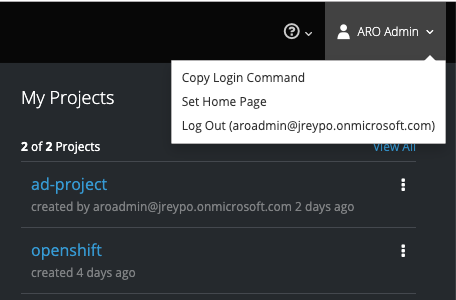 ARO Admin
Copy Login Command
Set Home Page
Log Out (aroadmin@jreypo.onmicrosoft.com)
My Projects
2 of 2 Projects
View All
ad-project
created by aroadmin@jreypo.onmicrosoft.com 2 days ago
openshift
created 4 days ago